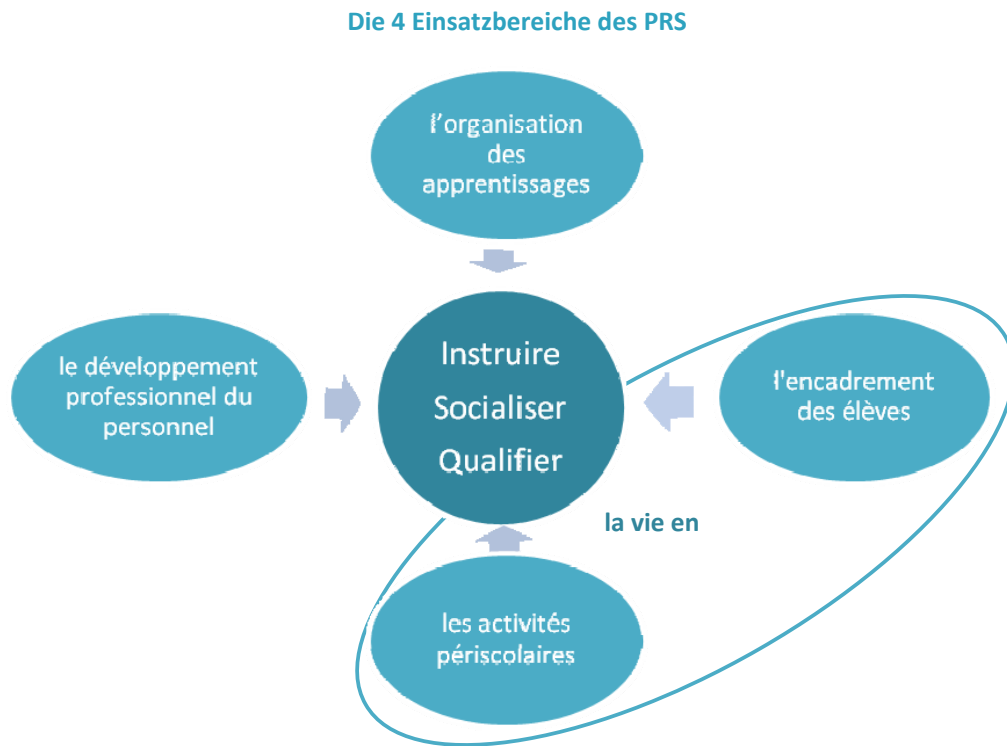 Die 4 Einsatzbereiche des PRS
l'organisation
des
apprentissages
le développement
professionnel du
personnel
Instruire
Socialiser
Qualifier
l'encadrement
des élèves
la vie en
les activités
périscolaires